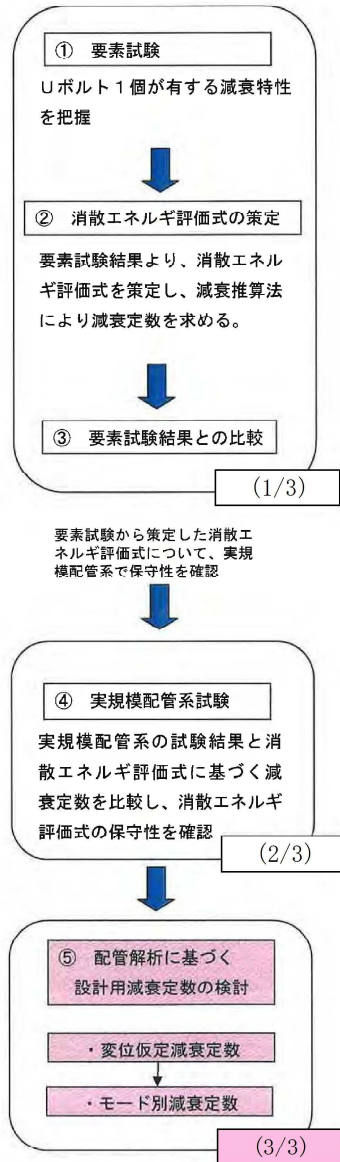 ① 要素試験
Uボルト1個が有する減衰特性
を把握
② 消散エネルギ評価式の策定
要素試験結果より、消散エネル
ギ評価式を策定し、減衰推算法
により減衰定数を求める。
③ 要素試験結果との比較
(1/3)
要素試験から策定した消散エ
ネルギ評価式について、実規
模配管系で保守性を確認
④ 実規模配管系試験
実規模配管系の試験結果と消
散エネルギ評価式に基づく減
衰定数を比較し、消散エネルギ
評価式の保守性を確認
(2/3)
⑤ 配管解析に基づく
設計用減衰定数の検討
・変位仮定減衰定数
・モード別減衰定数
(3/3)